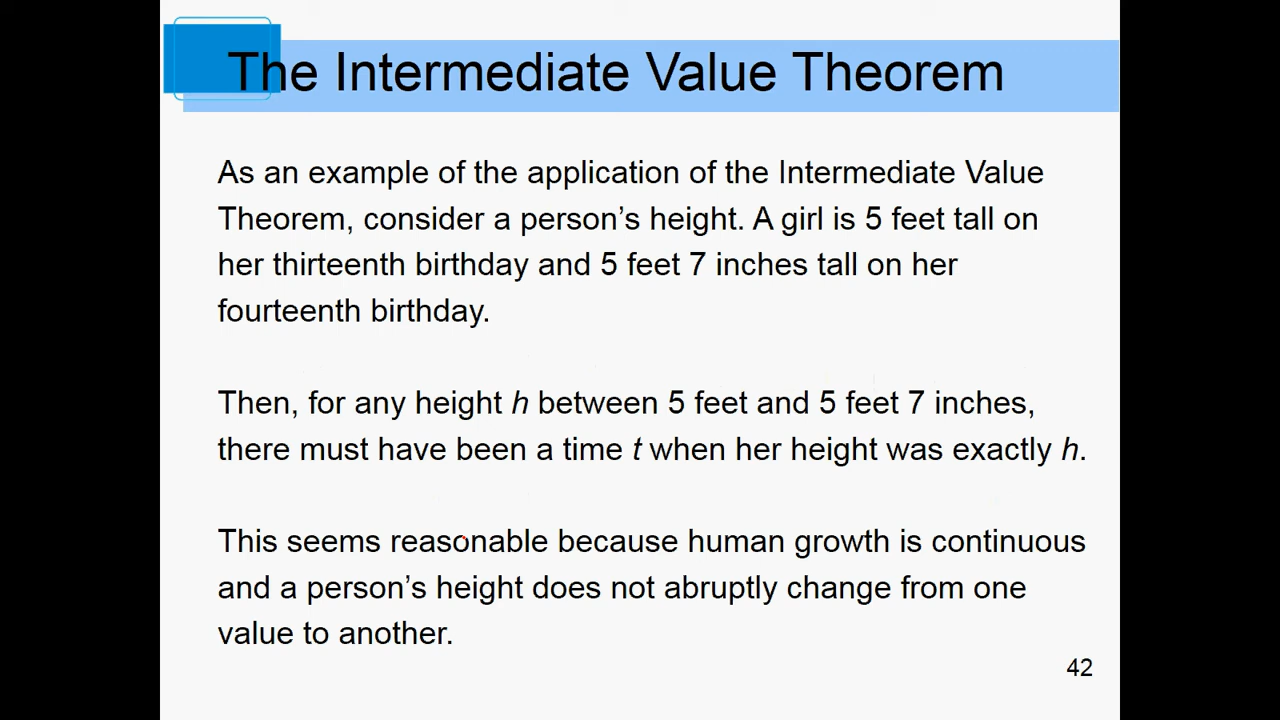 The Intermediate Value Theorem
As an example of the application of the Intermediate Value
Theorem, consider a person’s height. A girl is 5 feet tall on
her thirteenth birthday and 5 feet 7 inches tall on her
fourteenth birthday.
Then, for any height h between 5 feet and 5 feet 7 inches,
there must have been a time t when her height was exactly h.
This seems reasonable because human growth is continuous
and a person’s height does not abruptly change from one
value to another.
42